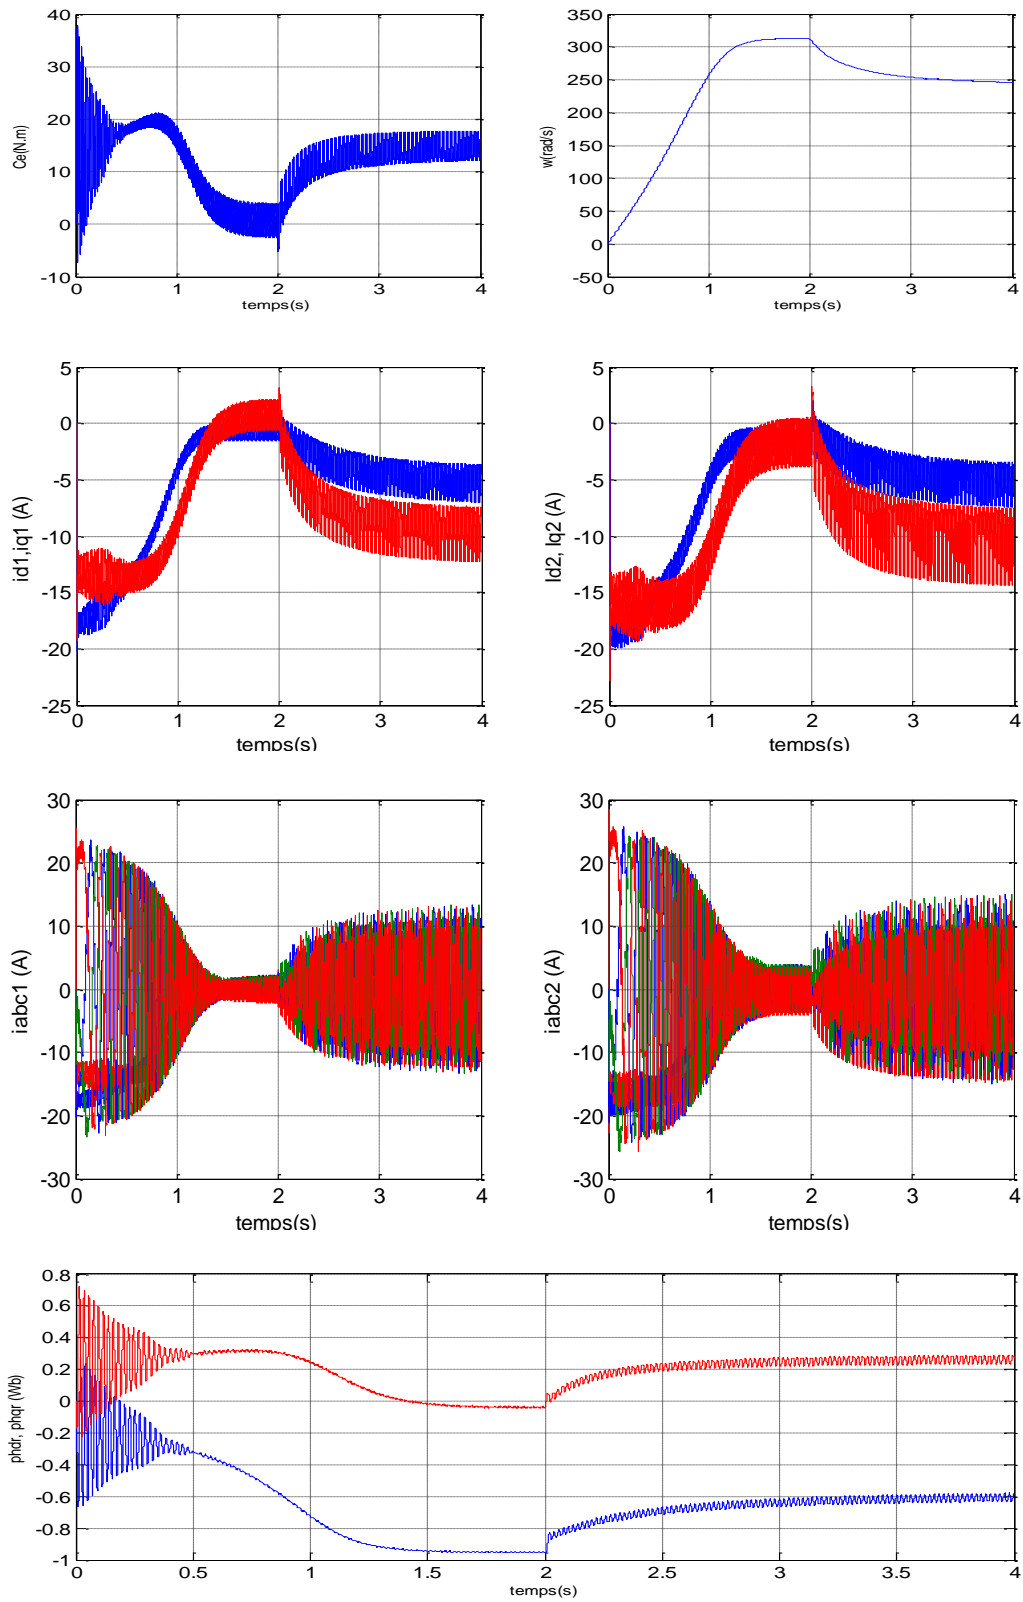 40
30
20
10
0
-10
Ce(N.m)
0 1 2 3 4
temps(s)
350
300
250
200
150
100
50
0
-50
w(rad/s)
0 1 2 3 4
temps(s)
5
0
-5
-10
-15
-20
-25
id1,iq1 (A)
0 1 2 3 4
temps(s)
5
0
-5
-10
-15
-20
-25
Id2, Iq2 (A)
0 1 2 3 4
temps(s)
30
20
10
0
-10
-20
-30
iabc1 (A)
0 1 2 3 4
temps(s)
30
20
10
0
-10
-20
-30
iabc2 (A)
0 1 2 3 4
temps(s)
0.8
0.6
0.4
0.2
0
-0.2
-0.4
-0.6
-0.8
-1
phdr, phqr (Wb)
0 0.5 1 1.5 2 2.5 3 3.5 4
temps(s)